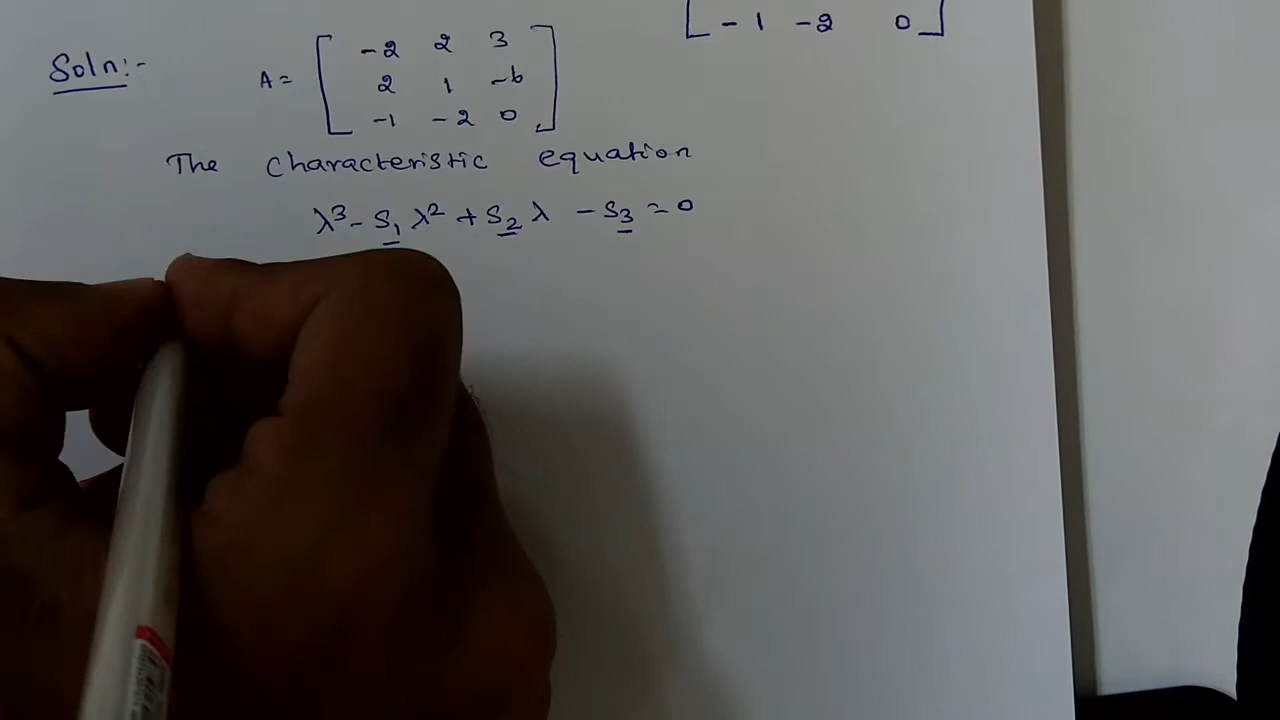 [ -1 -2 0 ]
Soln:-
A = [ -2 2 3
2 1 -6
-1 -2 0 ]
The characteristic equation
λ³ - S₁ λ² + S₂ λ - S₃ = 0